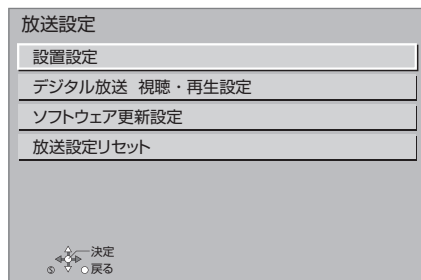 放送設定
設置設定
デジタル放送 視聴・再生設定
ソフトウェア更新設定
放送設定リセット
決定
戻る